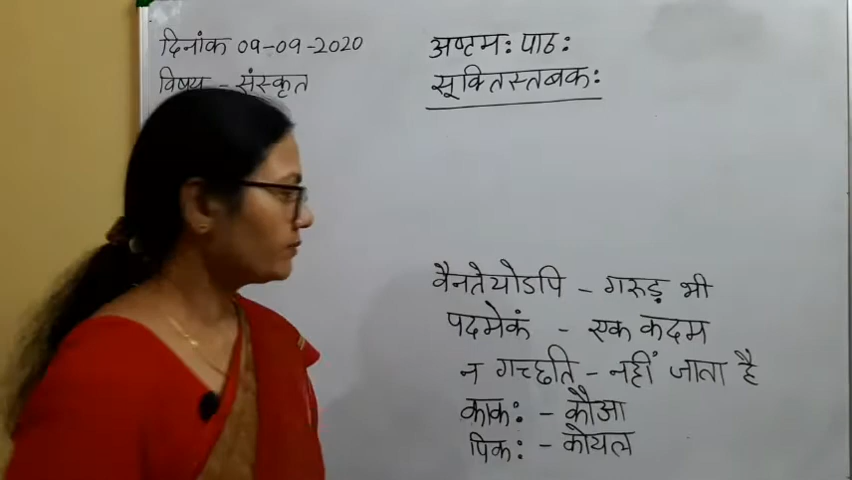 दिनांक 09-09-2020
विषय - संस्कृत
अष्टमः पाठः
सूक्तिस्तबकः
वैनतेयोऽपि - गरुड़ भी
पदमेकं - एक कदम
न गच्छति - नहीं जाता है
काकः - कौआ
पिकः - कोयल